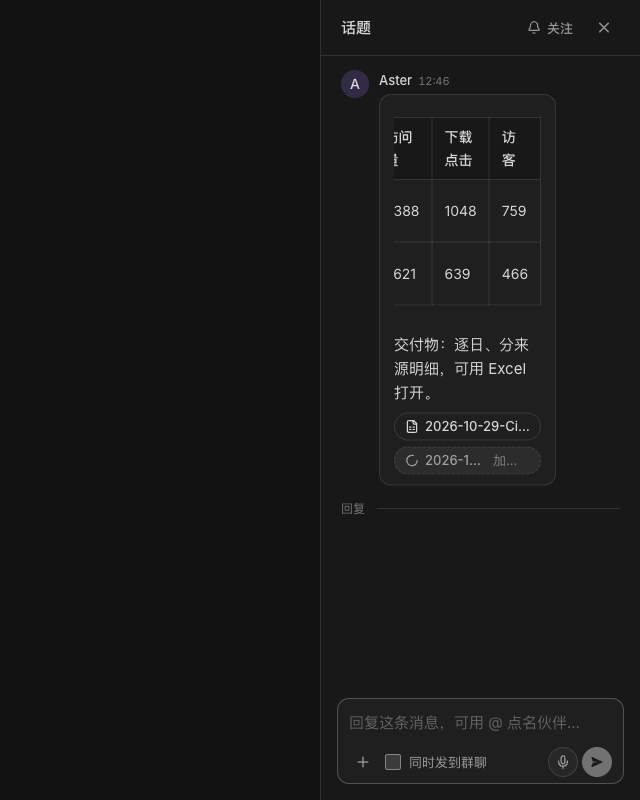 话题
关注
A
Aster 12:46
问 下载 访
点击 客
388 1048 759
621 639 466
交付物：逐日、分来
源明细，可用 Excel
打开。
2026-10-29-Ci...
2026-1... 加...
回复
回复这条消息，可用 @ 点名伙伴...
同时发到群聊